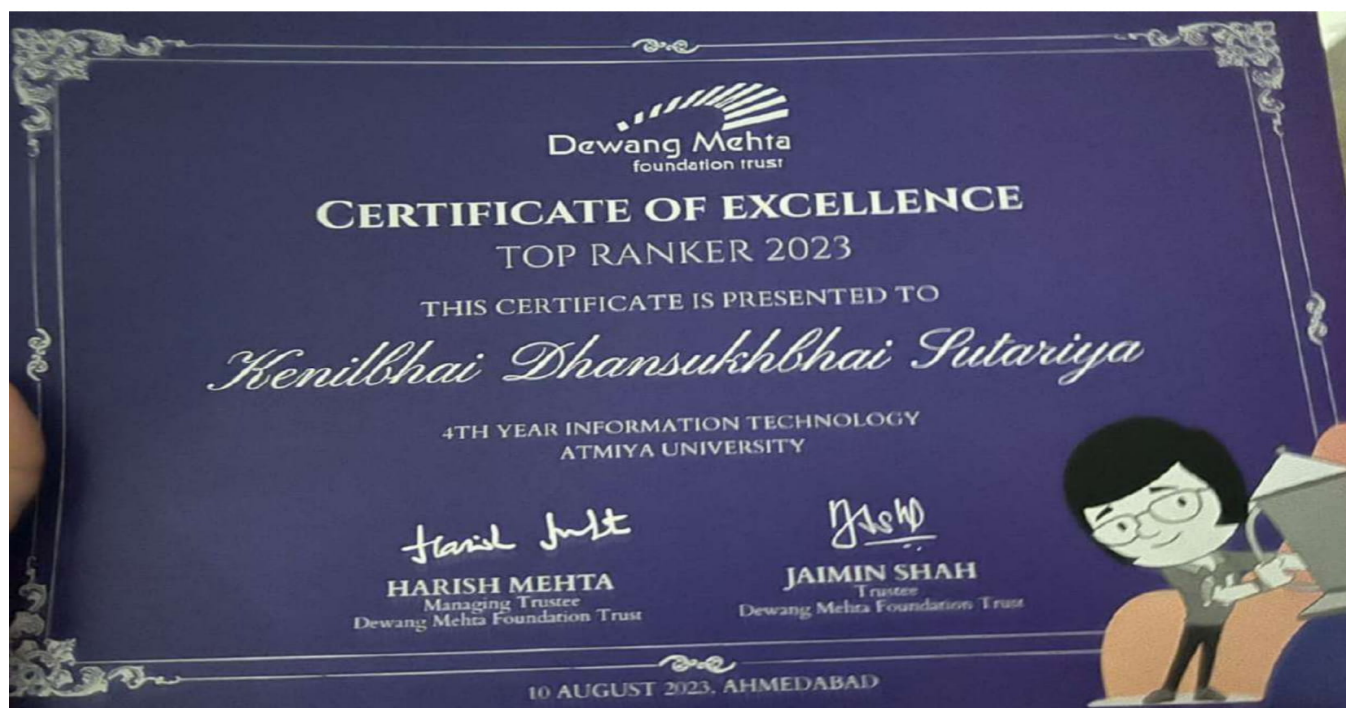 Dewang Mehta
foundation trust
CERTIFICATE OF EXCELLENCE
TOP RANKER 2023
THIS CERTIFICATE IS PRESENTED TO
Kenilbhai Dhansukhbhai Sutariya
4TH YEAR INFORMATION TECHNOLOGY
ATMIYA UNIVERSITY
HARISH MEHTA
Managing Trustee
Dewang Mehta Foundation Trust
JAIMIN SHAH
Trustee
Dewang Mehta Foundation Trust
10 AUGUST 2023, AHMEDABAD